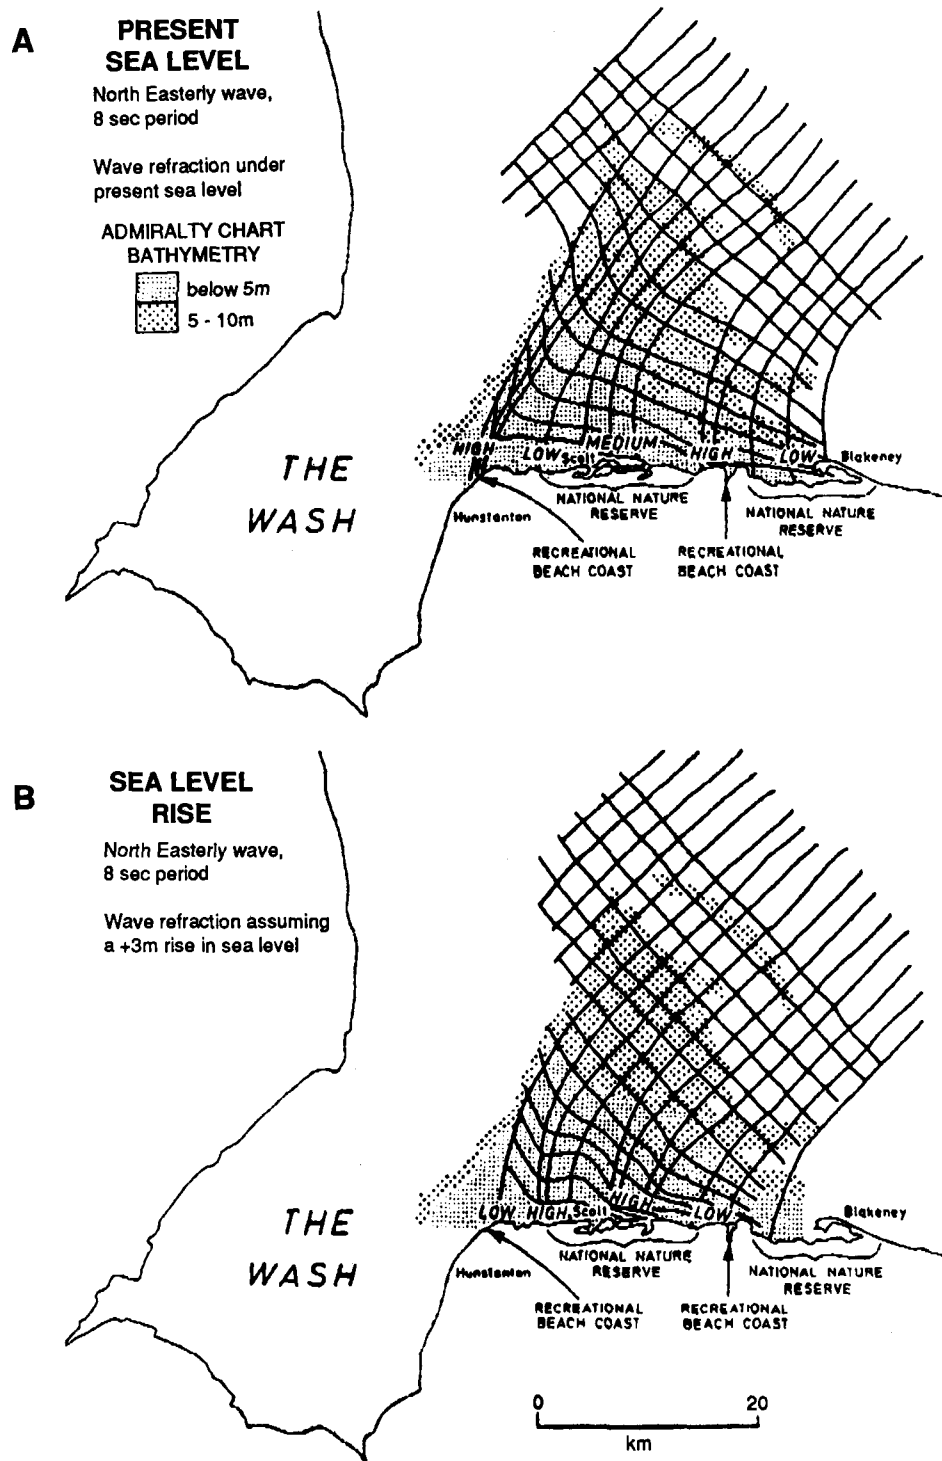 A
PRESENT
SEA LEVEL
North Easterly wave,
8 sec period
Wave refraction under
present sea level
ADMIRALTY CHART
BATHYMETRY
below 5m
5 - 10m
THE
WASH
HIGH
LOW
Scolt
MEDIUM
HIGH
LOW
Blakeney
Hunstanton
NATIONAL NATURE
RESERVE
NATIONAL NATURE
RESERVE
RECREATIONAL
BEACH COAST
RECREATIONAL
BEACH COAST
B
SEA LEVEL
RISE
North Easterly wave,
8 sec period
Wave refraction assuming
a +3m rise in sea level
THE
WASH
LOW
HIGH
Scolt
HIGH
LOW
Blakeney
Hunstanton
NATIONAL NATURE
RESERVE
NATIONAL NATURE
RESERVE
RECREATIONAL
BEACH COAST
RECREATIONAL
BEACH COAST
0 20
km